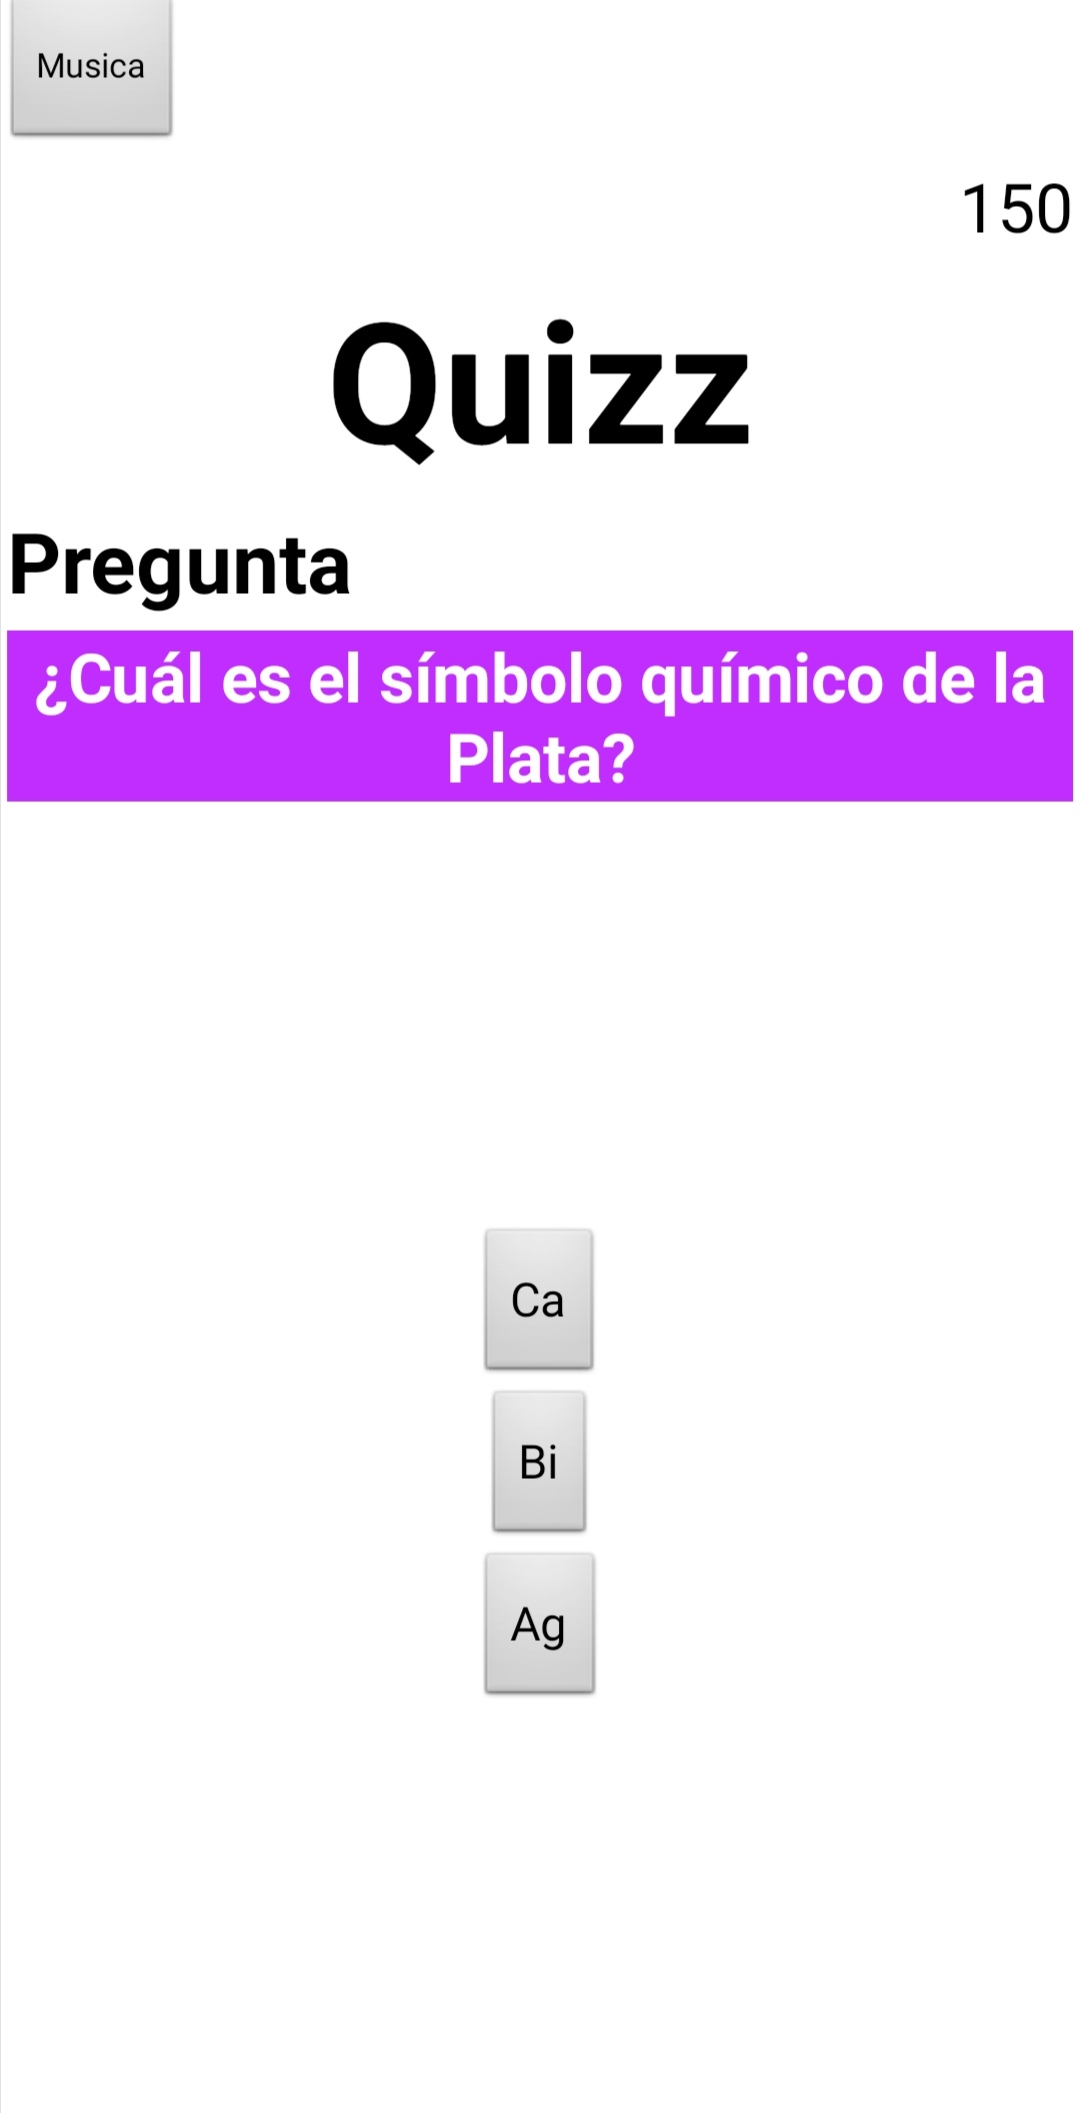 Musica
150
Quizz
Pregunta
¿Cuál es el símbolo químico de la
Plata?
Ca
Bi
Ag